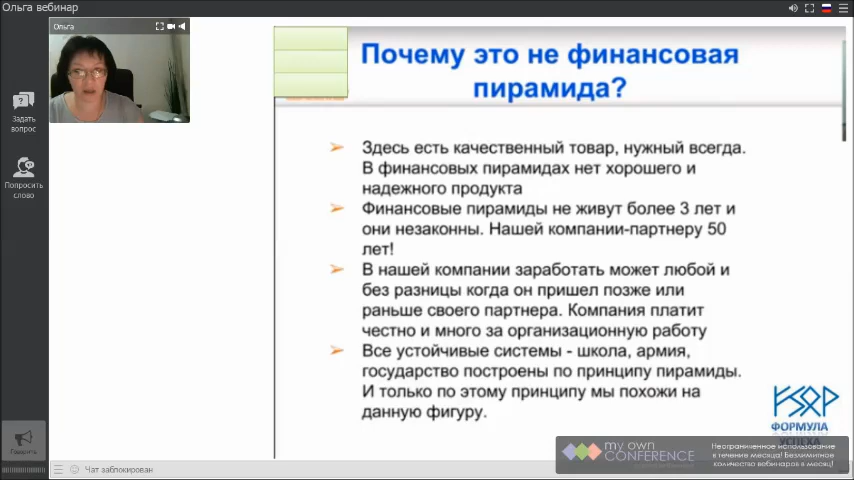 Ольга вебинар
Ольга
Почему это не финансовая
пирамида?
Задать
вопрос
Попросить
слово
Здесь есть качественный товар, нужный всегда.
В финансовых пирамидах нет хорошего и
надежного продукта
Финансовые пирамиды не живут более 3 лет и
они незаконны. Нашей компании-партнеру 50
лет!
В нашей компании заработать может любой и
без разницы когда он пришел позже или
раньше своего партнера. Компания платит
честно и много за организационную работу
Все устойчивые системы - школа, армия,
государство построены по принципу пирамиды.
И только по этому принципу мы похожи на
данную фигуру.
ФОРМУЛА
УСПЕХА
Говорить
my own
CONFERENCE
Неограниченное использование
в течение месяца! Безлимитное
количество вебинаров в месяц!
Чат заблокирован